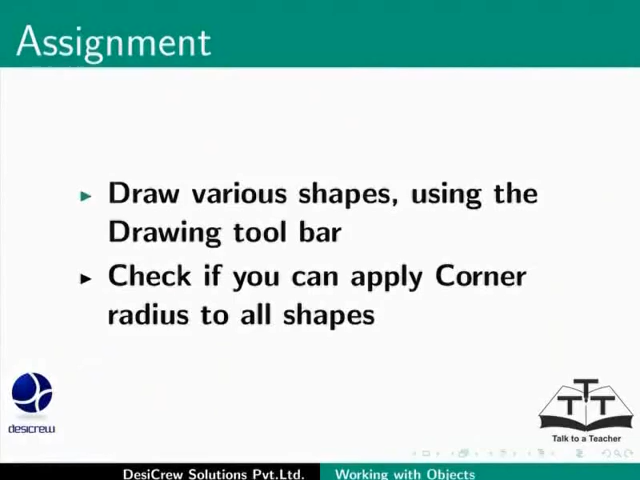 Assignment
Draw various shapes, using the
Drawing tool bar
Check if you can apply Corner
radius to all shapes
desicrew
TTT
Talk to a Teacher
DesiCrew Solutions Pvt.Ltd.
Working with Objects